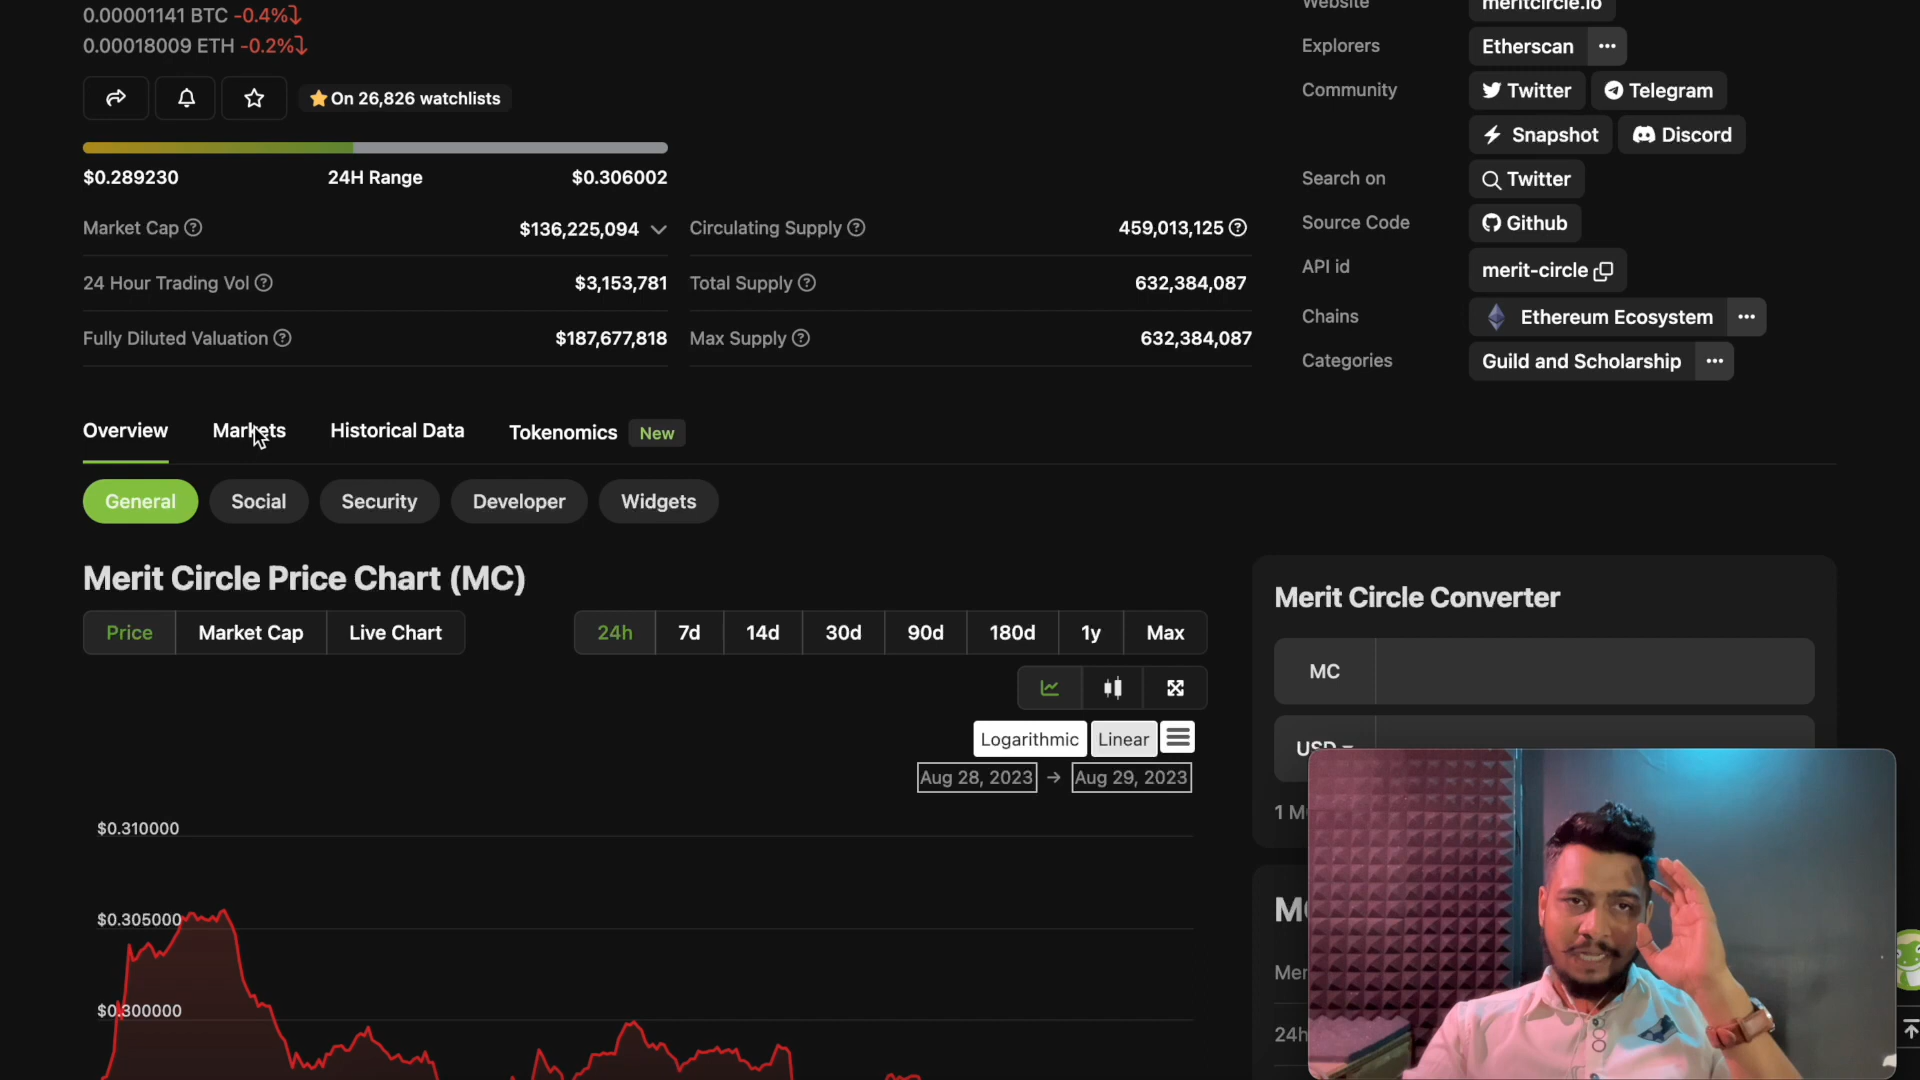 0.00001141 BTC -0.4%
0.00018009 ETH -0.2%
On 26,826 watchlists
$0.289230 24H Range $0.306002
Market Cap $136,225,094
24 Hour Trading Vol $3,153,781
Fully Diluted Valuation $187,677,818
Circulating Supply 459,013,125
Total Supply 632,384,087
Max Supply 632,384,087
Website meritcircle.io
Explorers Etherscan
Community Twitter Telegram
Snapshot Discord
Search on Twitter
Source Code Github
API id merit-circle
Chains Ethereum Ecosystem
Categories Guild and Scholarship
Overview Markets Historical Data Tokenomics New
General Social Security Developer Widgets
Merit Circle Price Chart (MC)
Price Market Cap Live Chart 24h 7d 14d 30d 90d 180d 1y Max
Logarithmic Linear
Aug 28, 2023 → Aug 29, 2023
$0.310000
$0.305000
$0.300000
Merit Circle Converter
MC
USD
1 M
M
Mer
24h